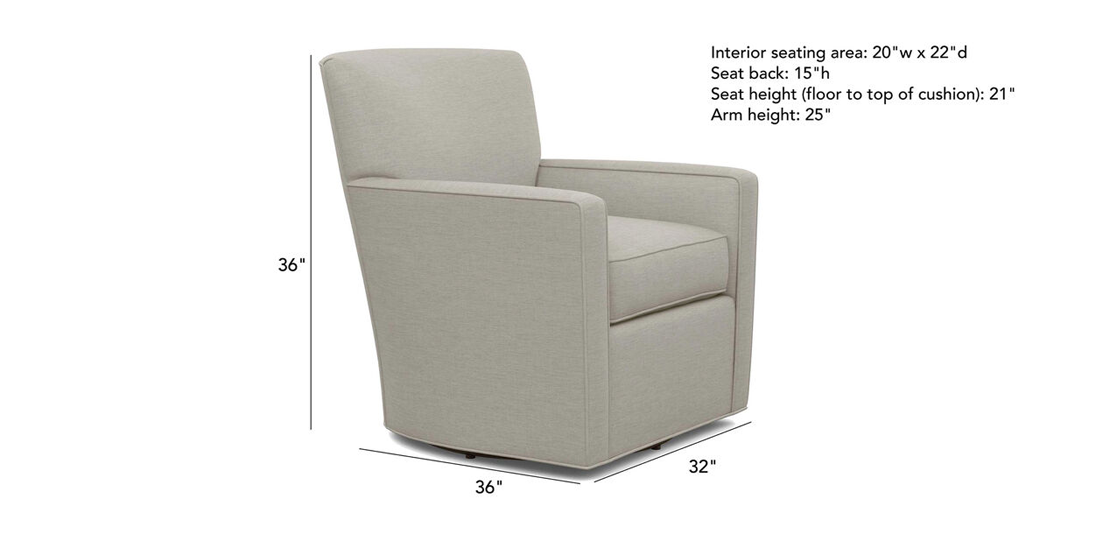 Interior seating area: 20"w x 22"d
Seat back: 15"h
Seat height (floor to top of cushion): 21"
Arm height: 25"
36"
36"
32"